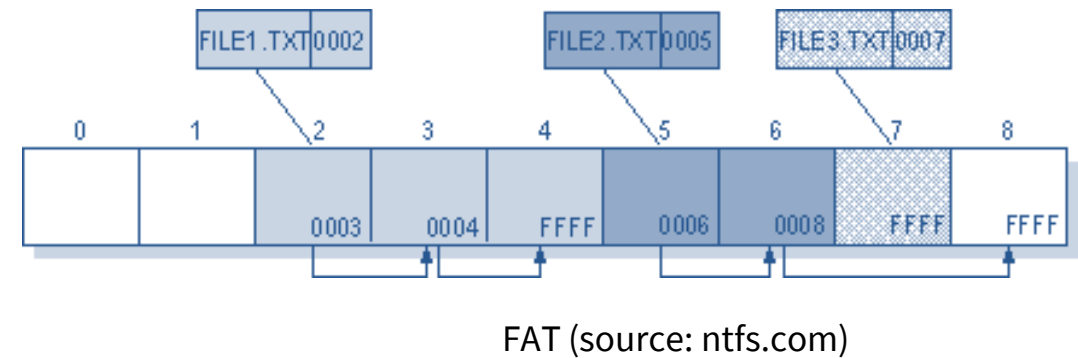 FILE1.TXT 0002 FILE2.TXT 0005 FILE3.TXT 0007
0 1 2 3 4 5 6 7 8
0003 0004 FFFF 0006 0008 FFFF FFFF
FAT (source: ntfs.com)